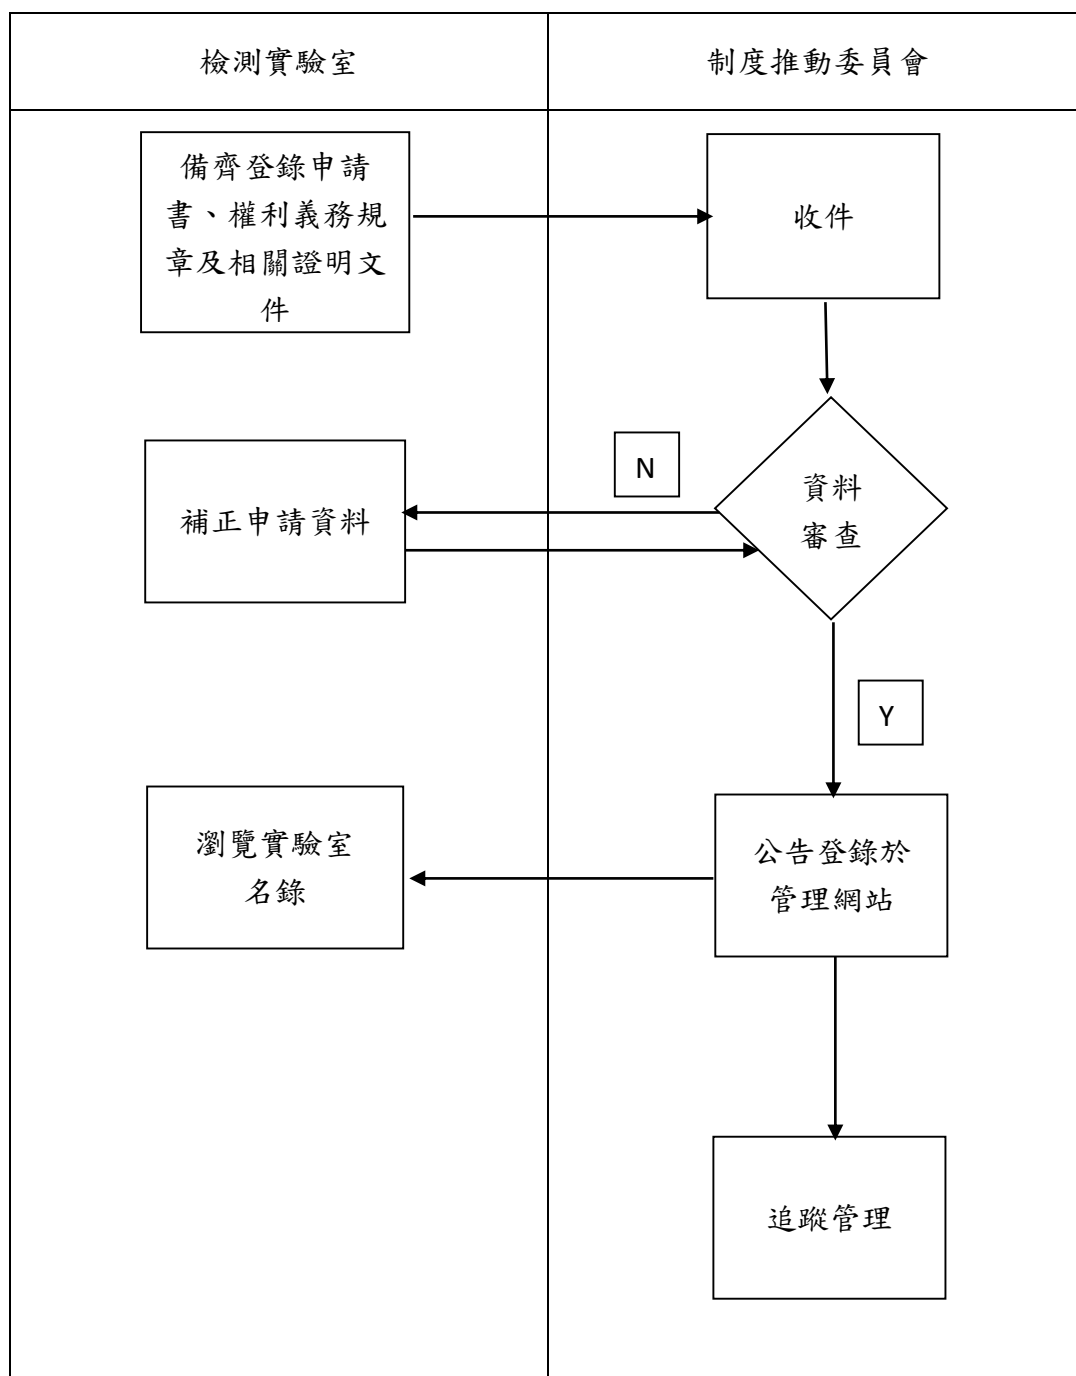 檢測實驗室
制度推動委員會
備齊登錄申請
書、權利義務規
章及相關證明文
件
收件
補正申請資料
N
資料
審查
Y
瀏覽實驗室
名錄
公告登錄於
管理網站
追蹤管理